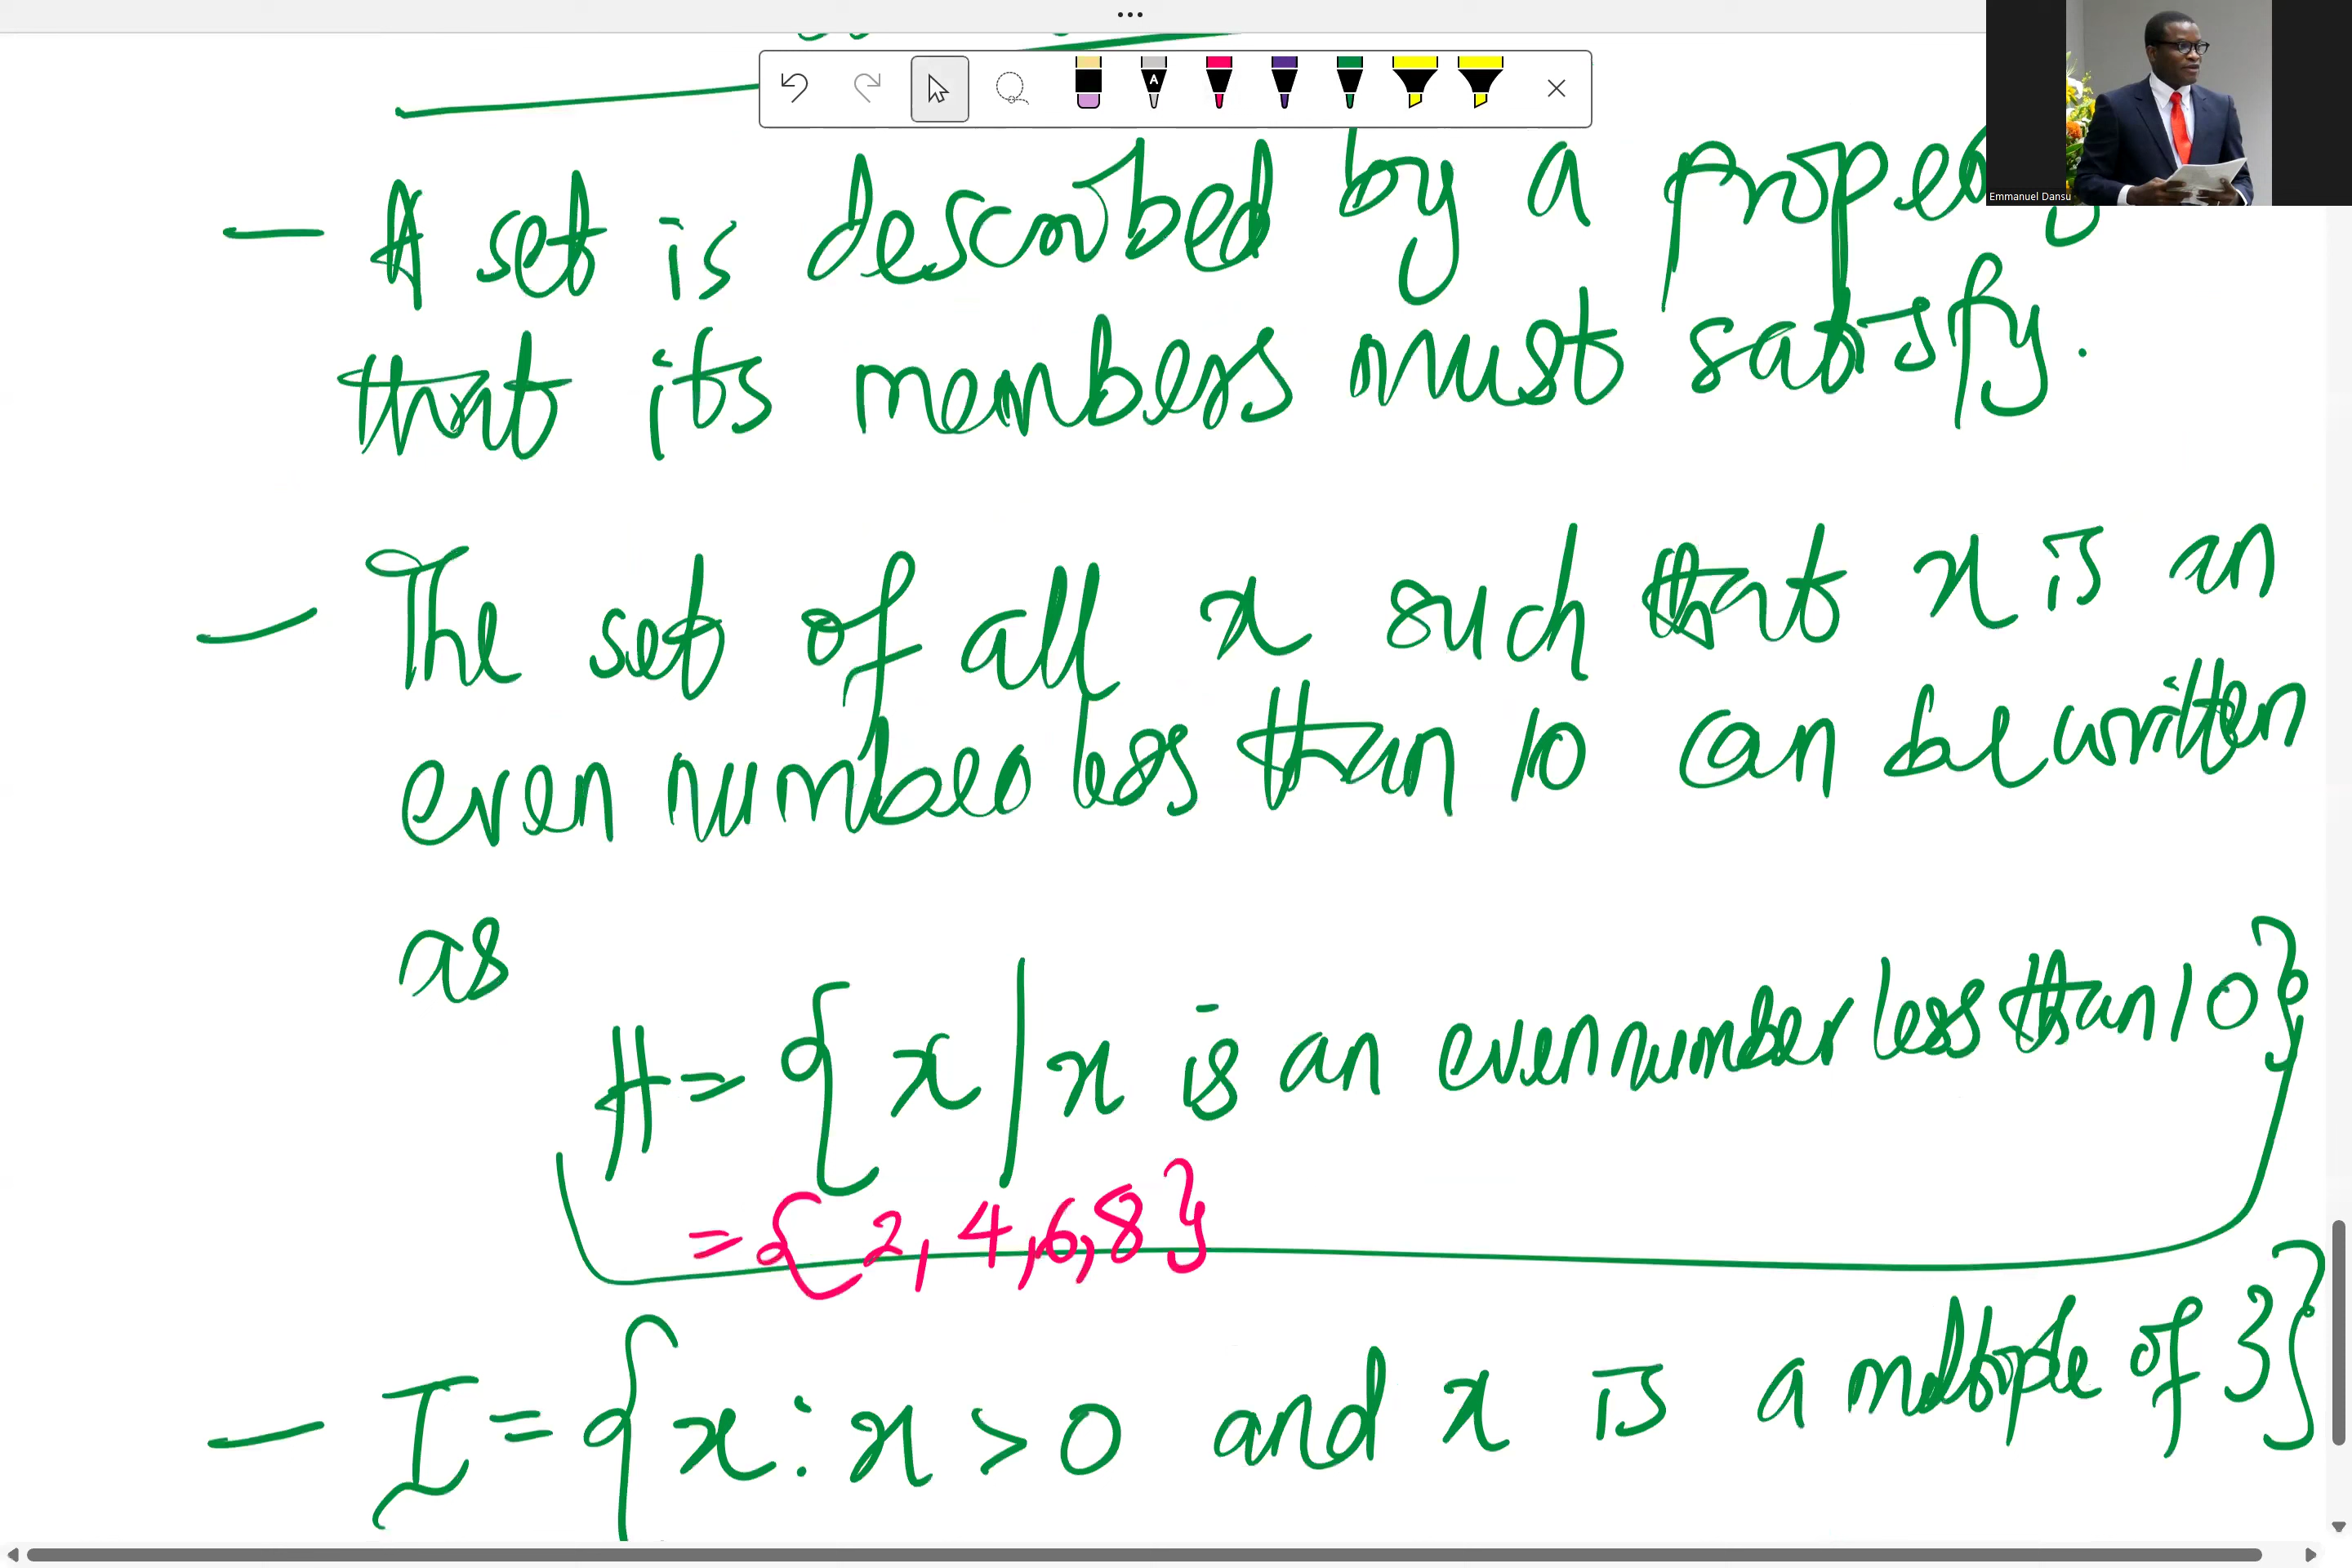 Emmanuel Dansu
A
— A set is described by a property
that its members must satisfy.
— The set of all x such that x is an
even number less than 10 can be written
as
H = { x | x is an even number less than 10 }
= { 2, 4, 6, 8 }
— I = { x : x > 0 and x is a multiple of 3 }